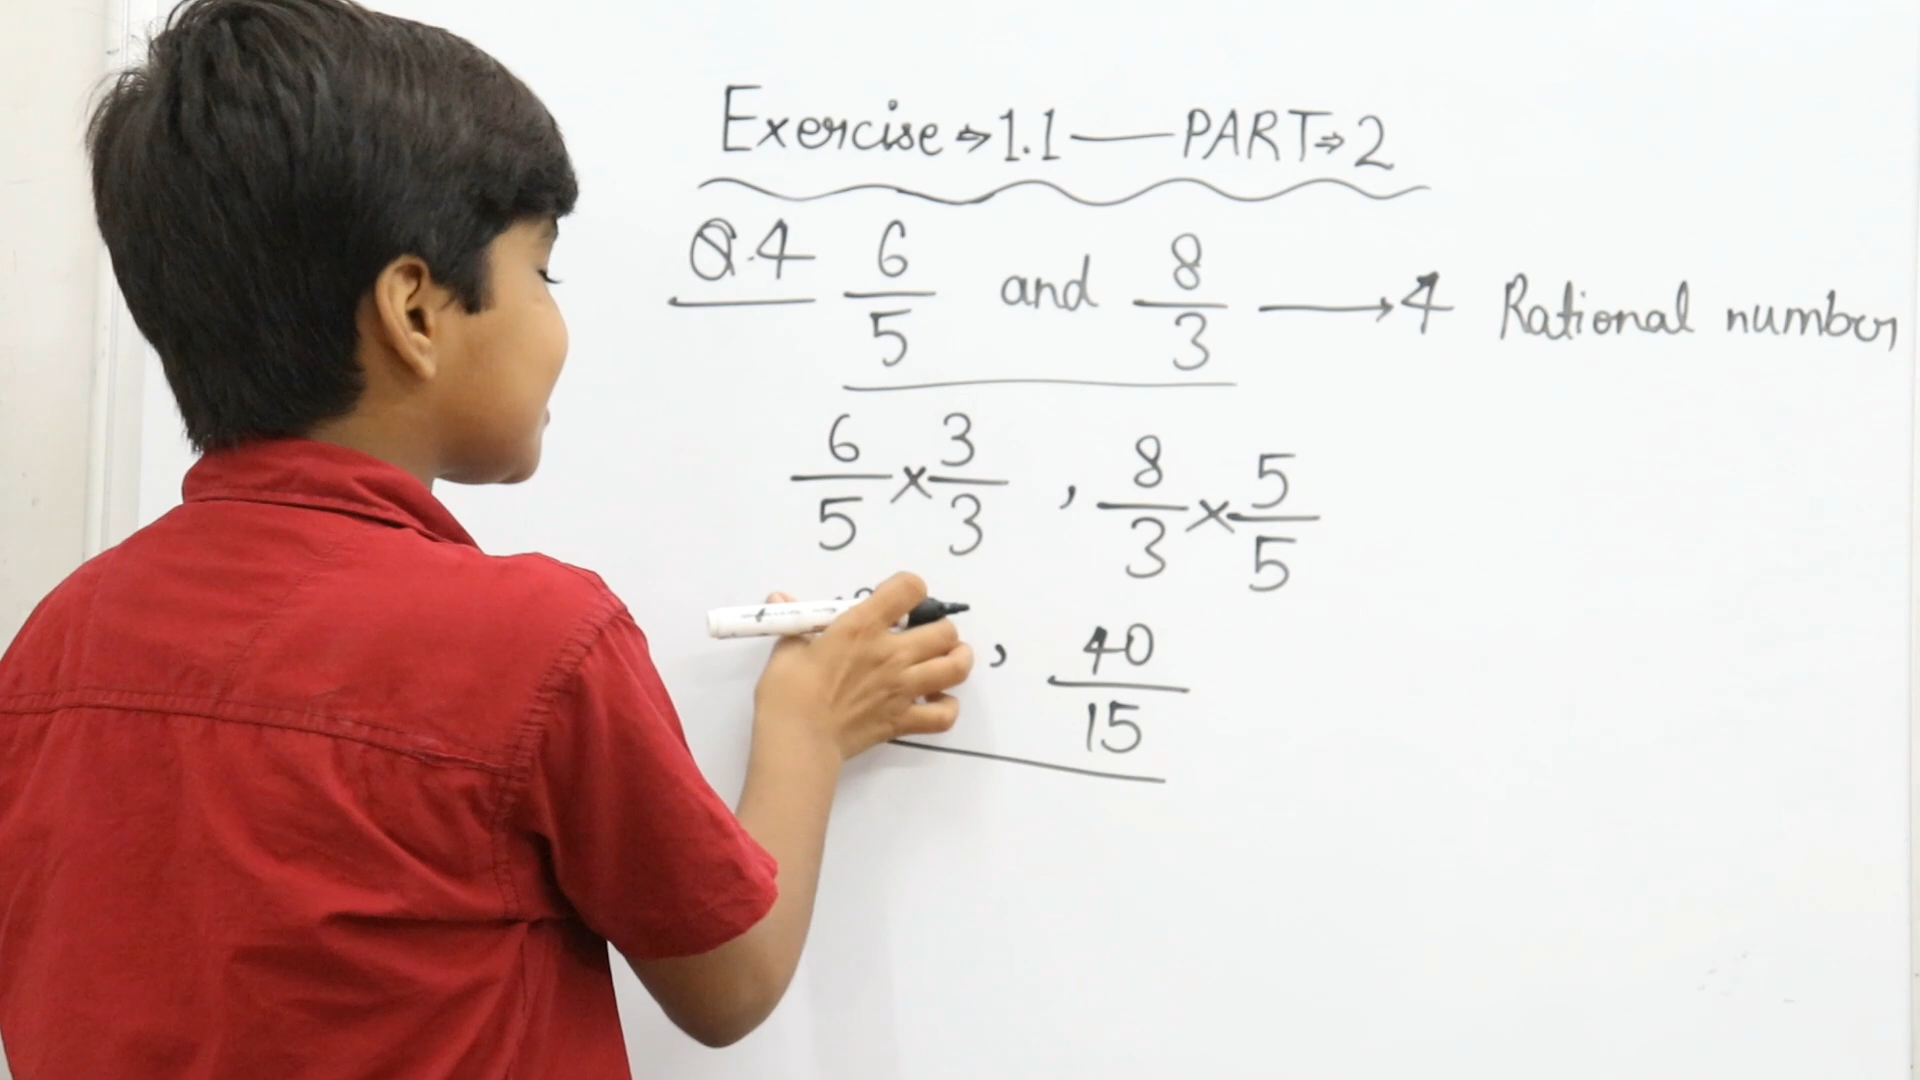 Exercise ⇒ 1.1 — PART ⇒ 2
Q.4 6/5 and 8/3 → 4 Rational number
6/5 × 3/3 , 8/3 × 5/5
, 40/15